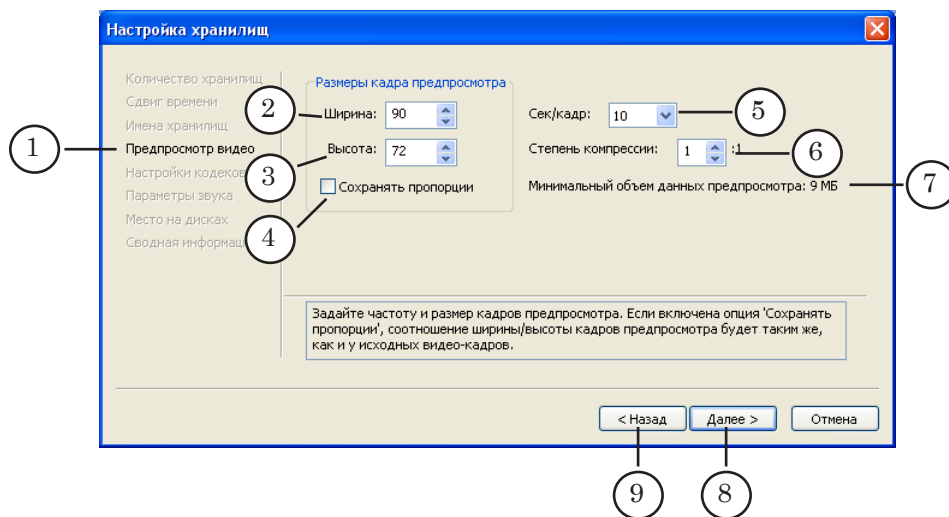 Настройка хранилищ
Количество хранилищ
Сдвиг времени
Имена хранилищ
Предпросмотр видео
Настройки кодеков
Параметры звука
Место на дисках
Сводная
Размеры кадра предпросмотра
Ширина: 90
Высота: 72
Сохранять пропорции
Сек/кадр: 10
Степень компрессии: 1 :1
Минимальный объем данных предпросмотра: 9 МБ
Задайте частоту и размер кадров предпросмотра. Если включена опция 'Сохранять
пропорции', соотношение ширины/высоты кадров предпросмотра будет таким же,
как и у исходных видео-кадров.
< Назад
Далее >
Отмена
1
2
3
4
5
6
7
8
9